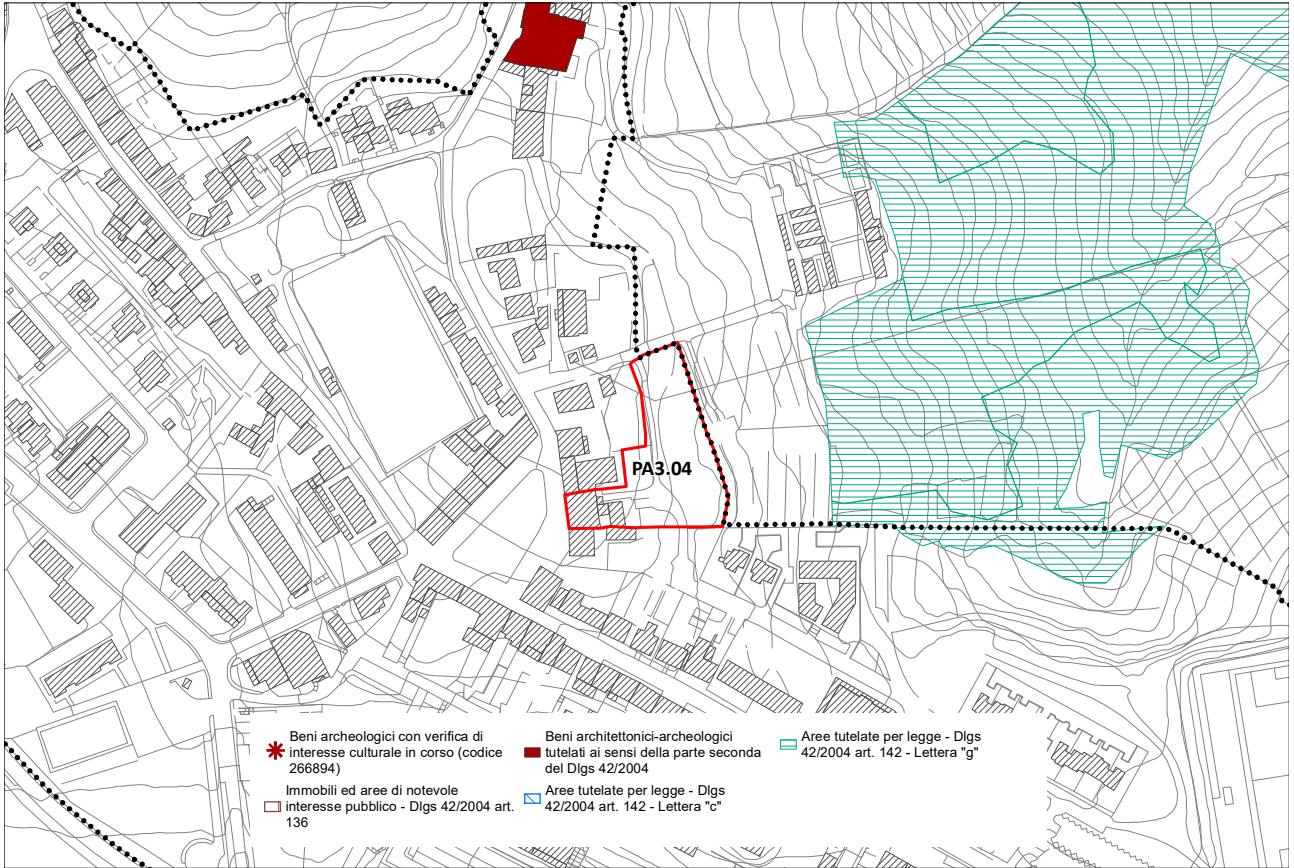 PA3.04
Beni archeologici con verifica di
interesse culturale in corso (codice
266894)
Immobili ed aree di notevole
interesse pubblico - Dlgs 42/2004 art.
136
Beni architettonici-archeologici
tutelati ai sensi della parte seconda
del Dlgs 42/2004
Aree tutelate per legge - Dlgs
42/2004 art. 142 - Lettera "c"
Aree tutelate per legge - Dlgs
42/2004 art. 142 - Lettera "g"